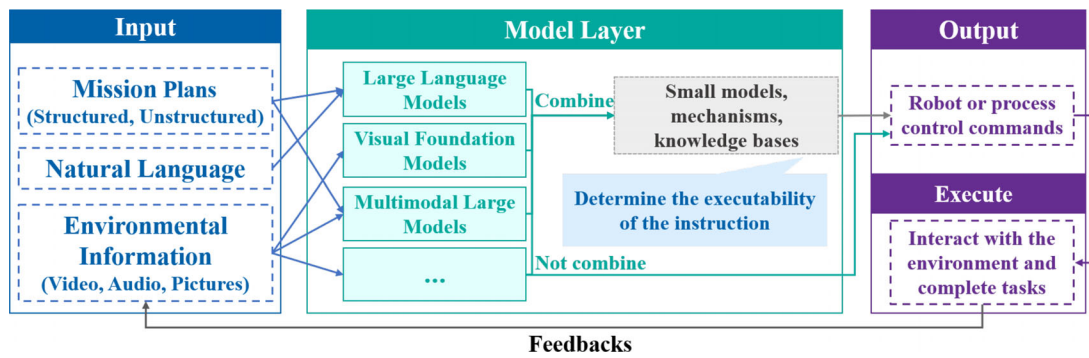 Input
Mission Plans
(Structured, Unstructured)
Natural Language
Environmental
Information
(Video, Audio, Pictures)
Model Layer
Large Language
Models
Visual Foundation
Models
Multimodal Large
Models
...
Combine
Not combine
Small models,
mechanisms,
knowledge bases
Determine the executability
of the instruction
Output
Robot or process
control commands
Execute
Interact with the
environment and
complete tasks
Feedbacks